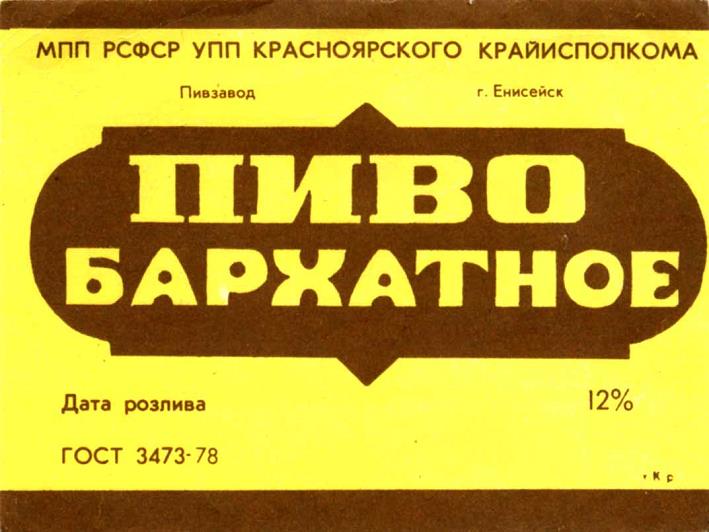 МПП РСФСР УПП КРАСНОЯРСКОГО КРАЙИСПОЛКОМА
Пивзавод г. Енисейск
ПИВО
БАРХАТНОЕ
Дата розлива 12%
ГОСТ 3473-78